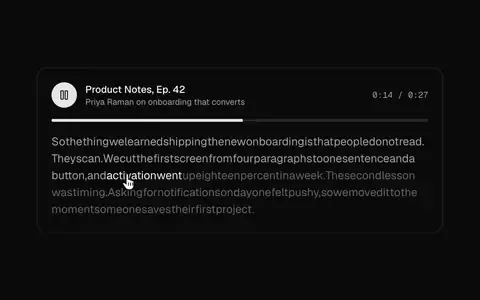 Product Notes, Ep. 42
Priya Raman on onboarding that converts
0:14 / 0:27
Sothethingwelearnedshippingthenewonboardingisthatpeopledonotread.
Theyscan.Wecutthefirstscreenfromfourparagraphstoonesentenceanda
button,andactivationwentupeighteenpercentinaweek.Thesecondlesson
wastiming.Askingfornotificationsondayonefeltpushy,sowemovedittothe
momentsomeonesavestheirfirstproject.